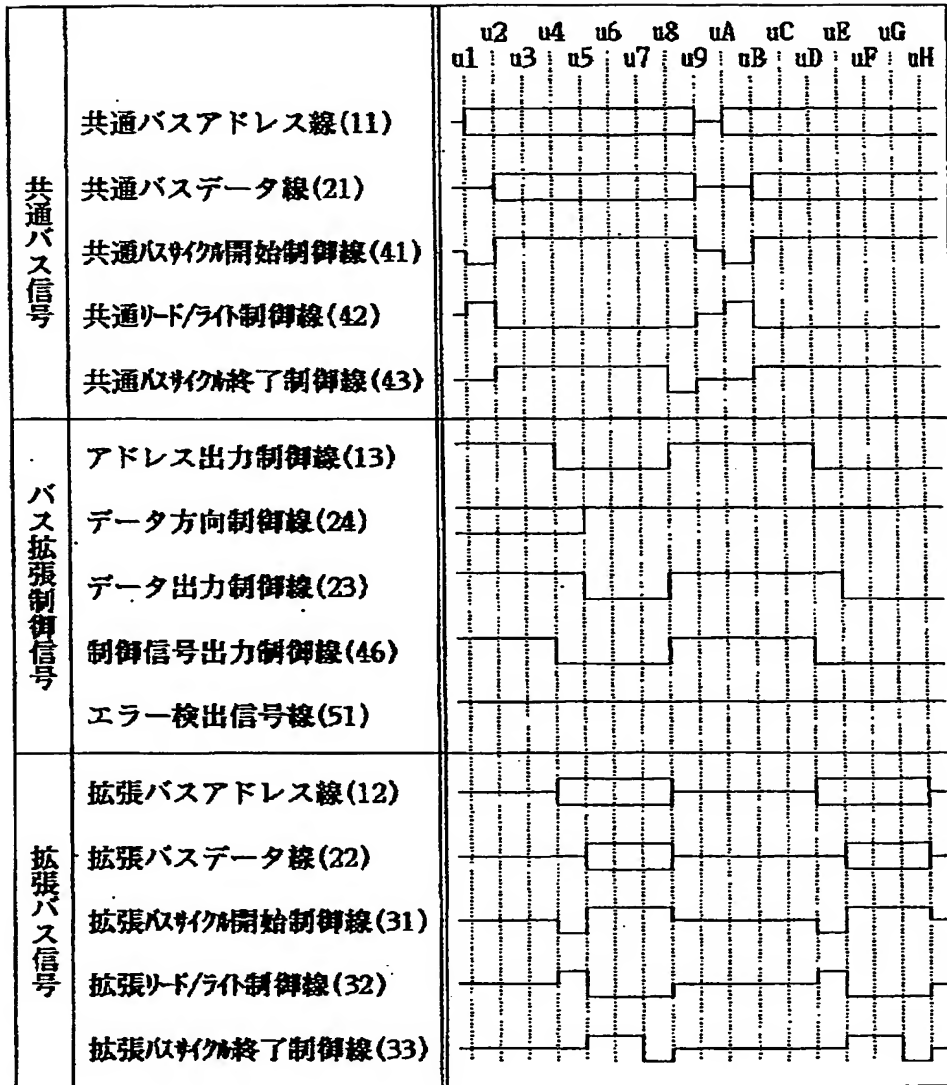 u2 u4 u6 u8 uA uC uE uG
u1 u3 u5 u7 u9 uB uD uF uH
共通バス信号
共通バスアドレス線(11)
共通バスデータ線(21)
共通バスサイクル開始制御線(41)
共通リード/ライト制御線(42)
共通バスサイクル終了制御線(43)
バス拡張制御信号
アドレス出力制御線(13)
データ方向制御線(24)
データ出力制御線(23)
制御信号出力制御線(46)
エラー検出信号線(51)
拡張バス信号
拡張バスアドレス線(12)
拡張バスデータ線(22)
拡張バスサイクル開始制御線(31)
拡張リード/ライト制御線(32)
拡張バスサイクル終了制御線(33)